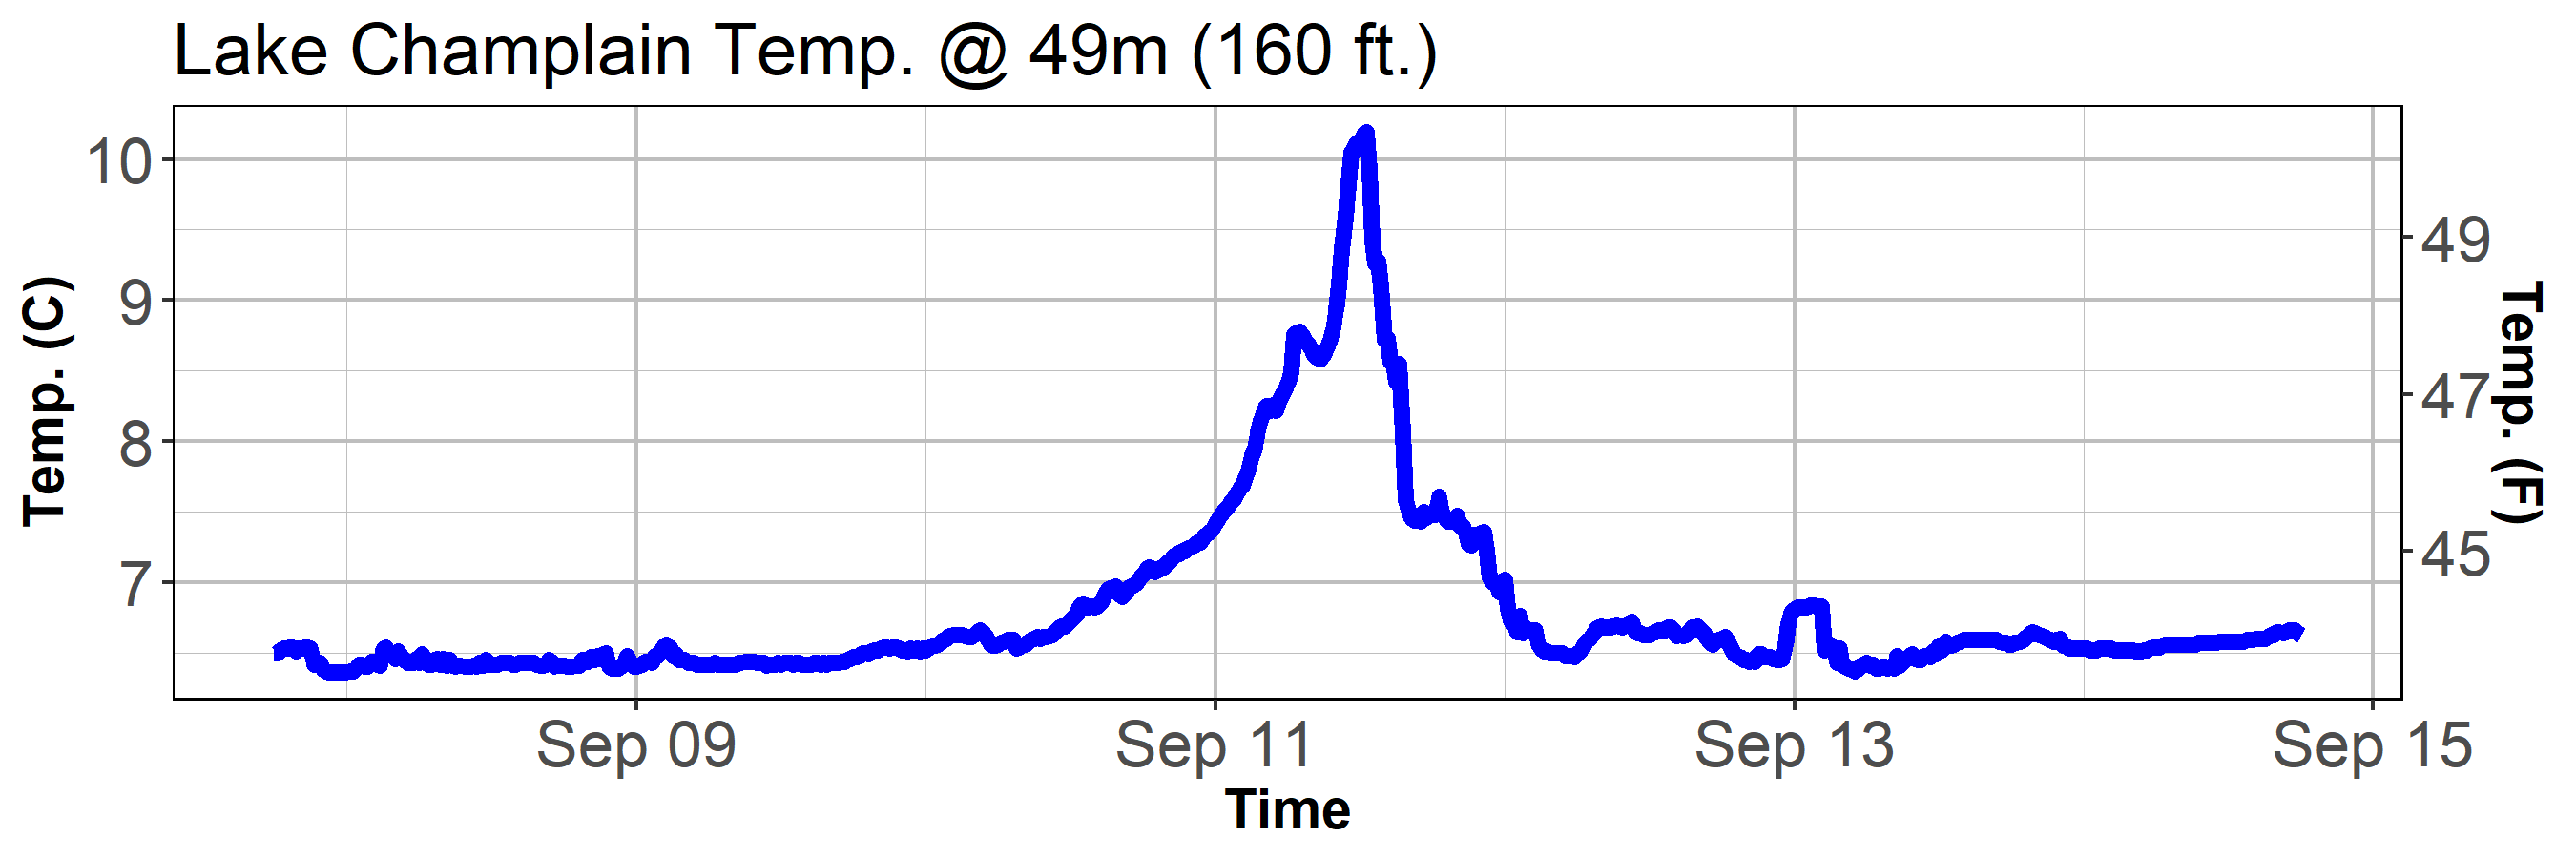 Lake Champlain Temp. @ 49m (160 ft.)
Temp. (C)
10
9
8
7
49
47
45
Temp. (F)
Sep 09 Sep 11 Sep 13 Sep 15
Time